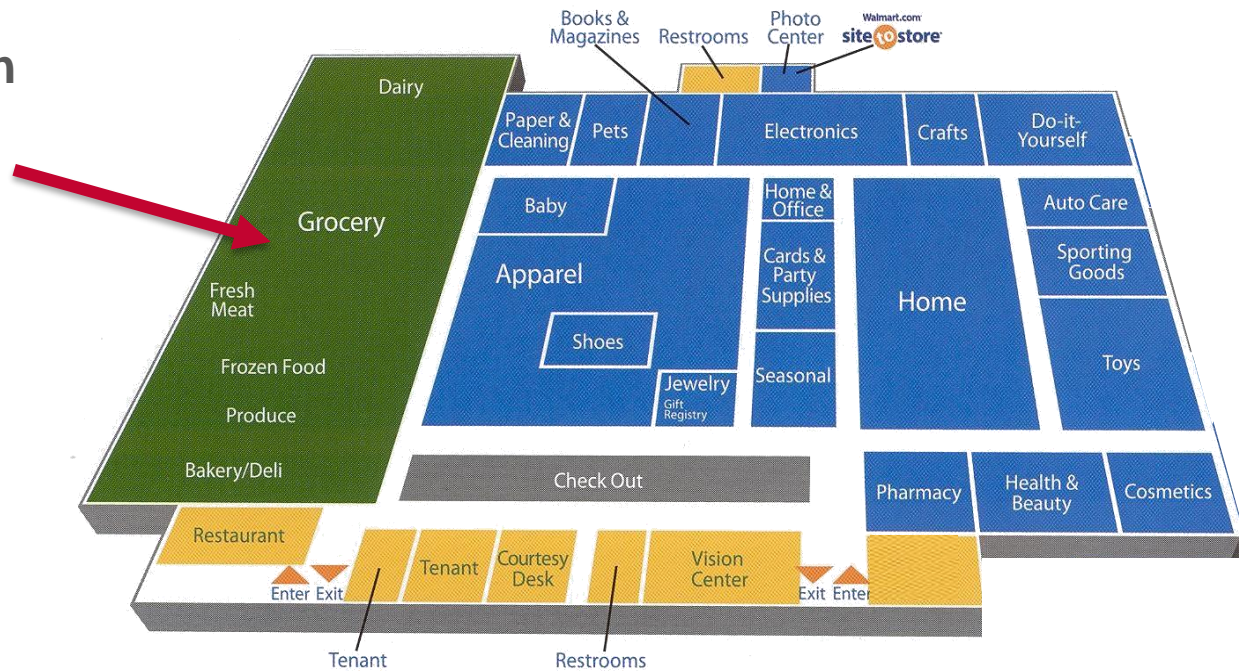 Books &
Magazines
Restrooms
Photo
Center
Walmart.com
site to store
Dairy
Paper &
Cleaning
Pets
Electronics
Crafts
Do-it-
Yourself
Grocery
Baby
Home &
Office
Auto Care
Apparel
Cards &
Party
Supplies
Home
Sporting
Goods
Fresh
Meat
Shoes
Frozen Food
Jewelry
Gift
Registry
Seasonal
Toys
Produce
Bakery/Deli
Check Out
Pharmacy
Health &
Beauty
Cosmetics
Restaurant
Tenant
Courtesy
Desk
Vision
Center
Enter
Exit
Exit
Enter
Tenant
Restrooms